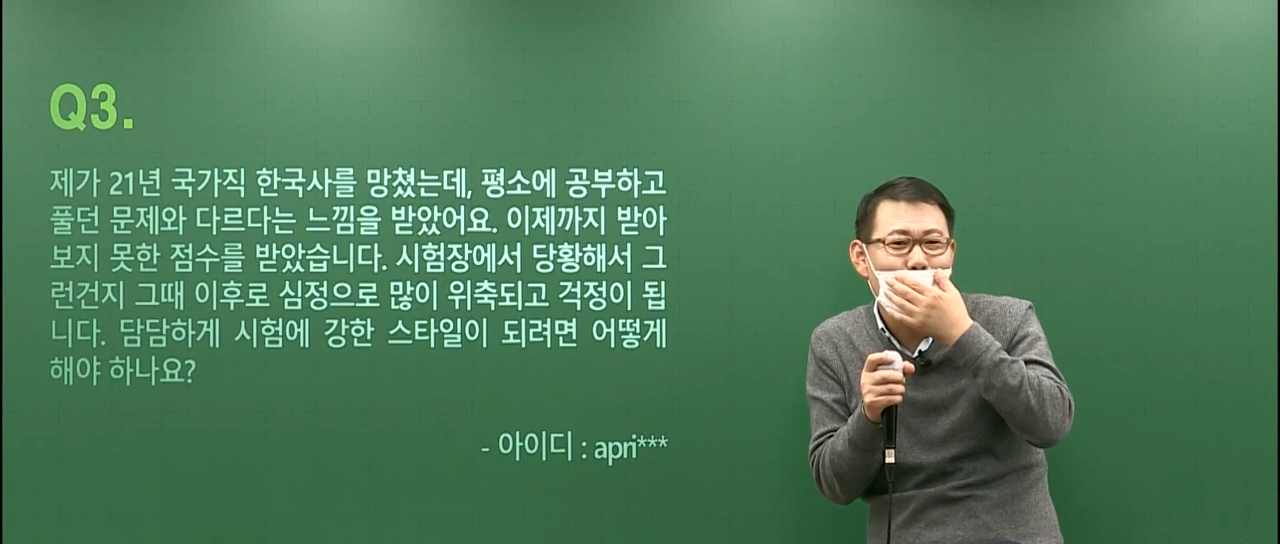 Q3.
제가 21년 국가직 한국사를 망쳤는데, 평소에 공부하고
풀던 문제와 다르다는 느낌을 받았어요. 이제까지 받아
보지 못한 점수를 받았습니다. 시험장에서 당황해서 그
런건지 그때 이후로 심정으로 많이 위축되고 걱정이 됩
니다. 담담하게 시험에 강한 스타일이 되려면 어떻게
해야 하나요?
- 아이디 : apri***